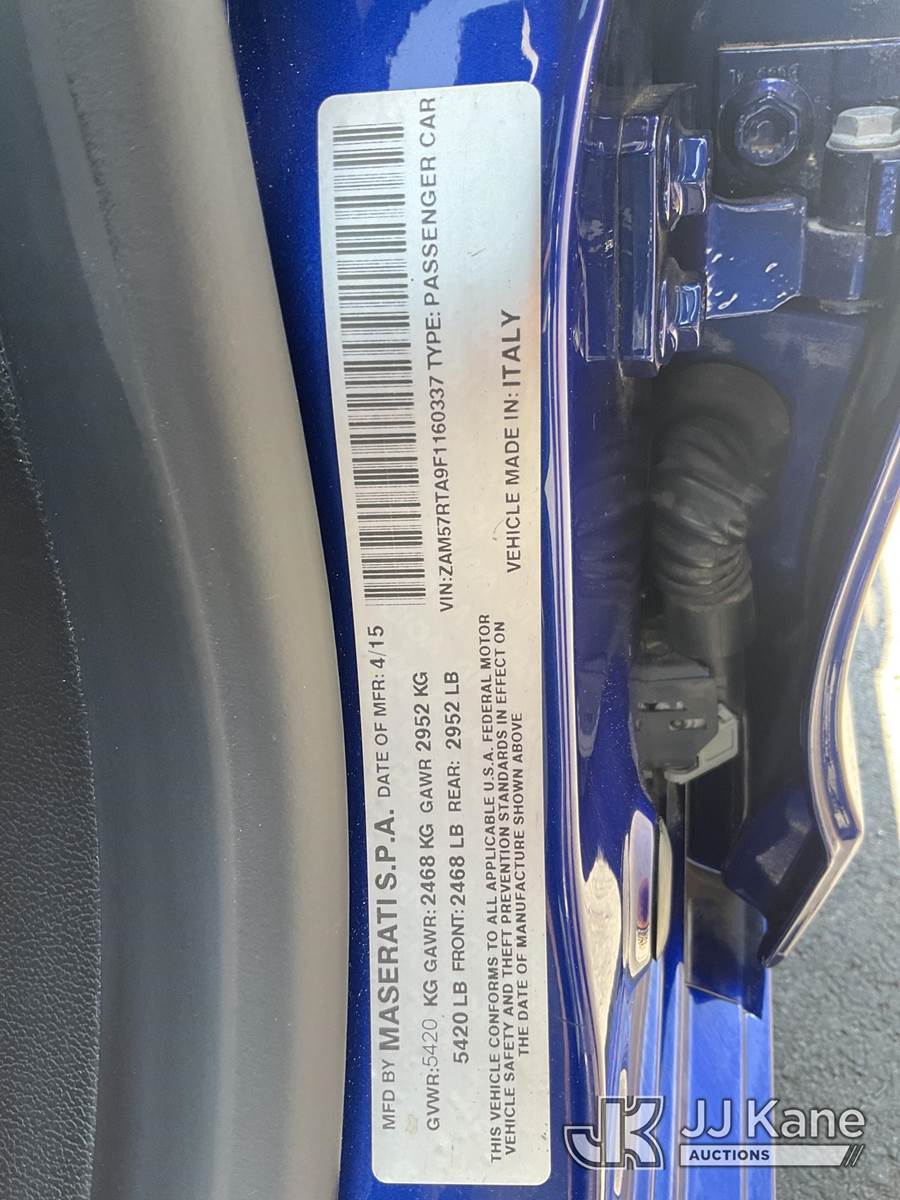 MFD BY MASERATI S.P.A. DATE OF MFR: 4/15
GVWR:5420 KG GAWR:2468 KG GAWR 2952 KG
5420 LB FRONT:2468 LB REAR: 2952 LB
VIN:ZAM57RTA9F1160337 TYPE: PASSENGER CAR
THIS VEHICLE CONFORMS TO ALL APPLICABLE U.S.A. FEDERAL MOTOR
VEHICLE SAFETY AND THEFT PREVENTION STANDARDS IN EFFECT ON
THE DATE OF MANUFACTURE SHOWN ABOVE
VEHICLE MADE IN: ITALY
JK JJ Kane
AUCTIONS